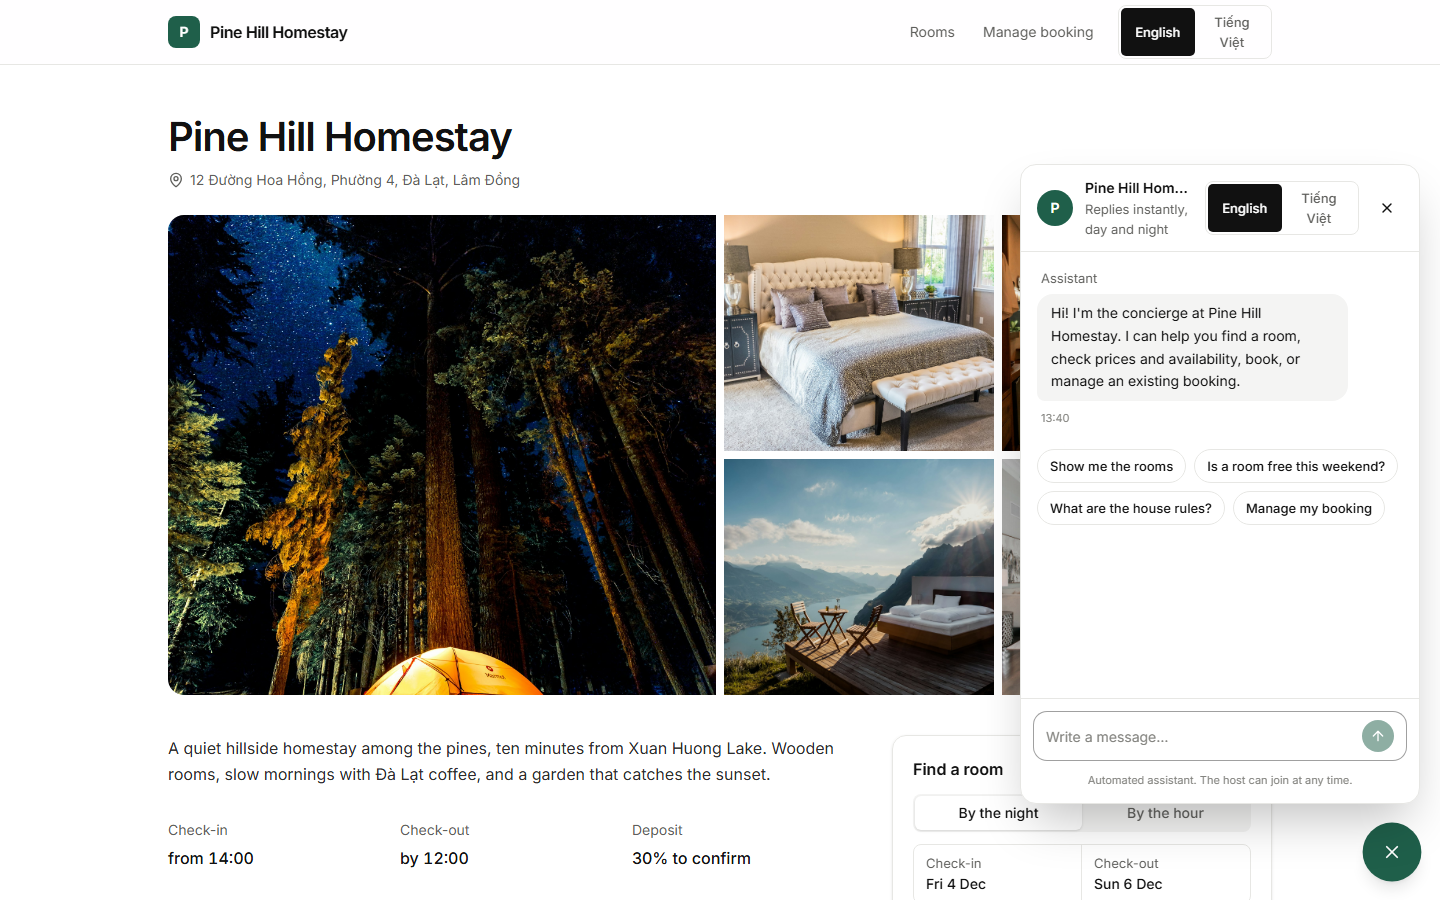 P
Pine Hill Homestay
Rooms
Manage booking
English
Tiếng
Việt
Pine Hill Homestay
12 Đường Hoa Hồng, Phường 4, Đà Lạt, Lâm Đồng
P
Pine Hill Hom...
Replies instantly,
day and night
English
Tiếng
Việt
Assistant
Hi! I'm the concierge at Pine Hill
Homestay. I can help you find a room,
check prices and availability, book, or
manage an existing booking.
13:40
Show me the rooms
Is a room free this weekend?
What are the house rules?
Manage my booking
Write a message...
Automated assistant. The host can join at any time.
A quiet hillside homestay among the pines, ten minutes from Xuan Huong Lake. Wooden
rooms, slow mornings with Đà Lạt coffee, and a garden that catches the sunset.
Check-in
from 14:00
Check-out
by 12:00
Deposit
30% to confirm
Find a room
By the night
By the hour
Check-in
Fri 4 Dec
Check-out
Sun 6 Dec